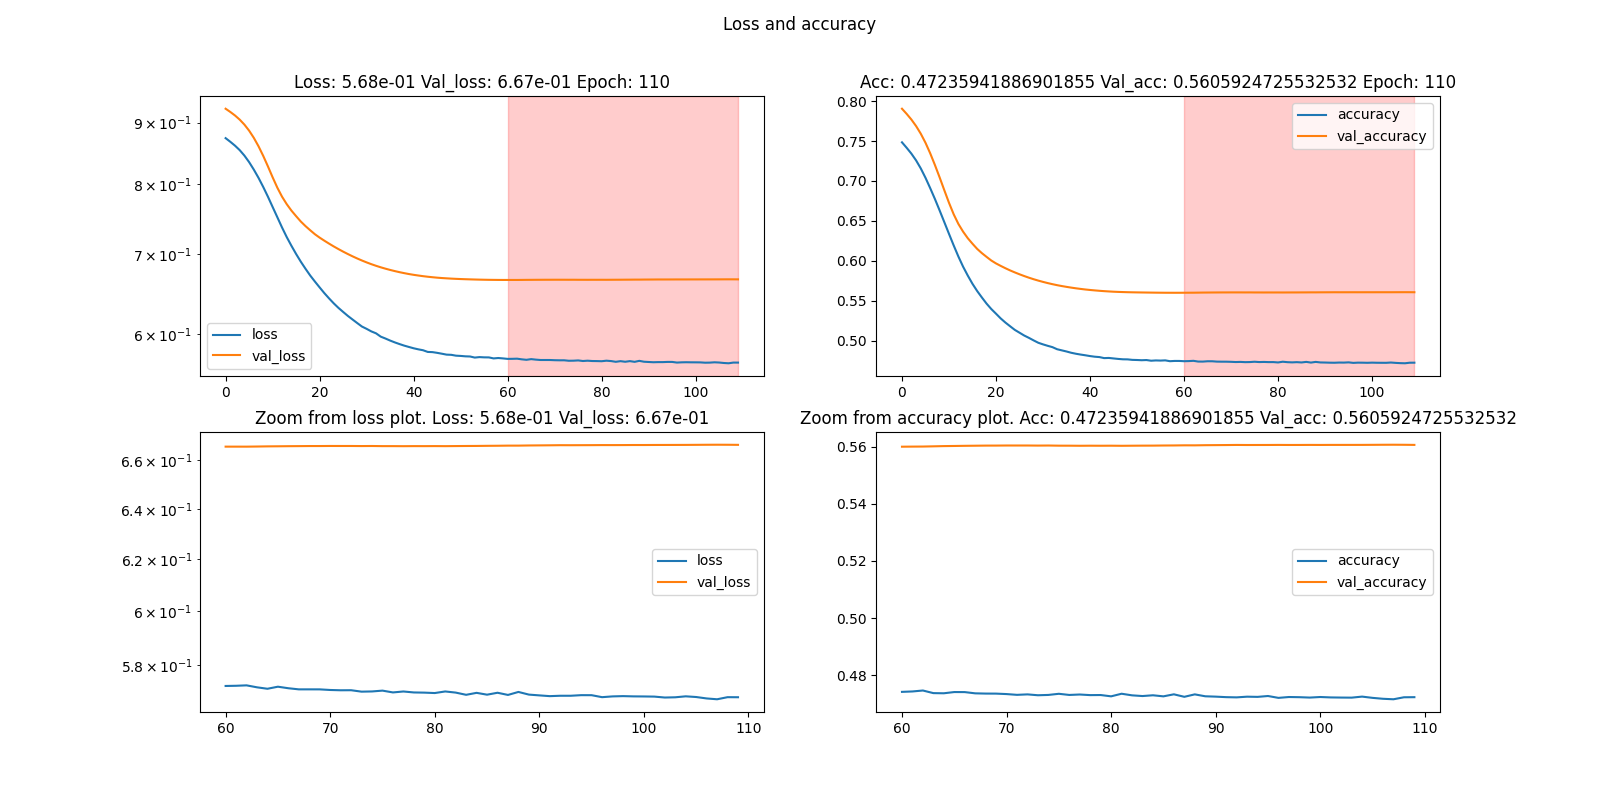 Loss and accuracy
Loss: 5.68e-01 Val_loss: 6.67e-01 Epoch: 110
9 × 10⁻¹
8 × 10⁻¹
7 × 10⁻¹
6 × 10⁻¹
loss
val_loss
0 20 40 60 80 100
Acc: 0.47235941886901855 Val_acc: 0.5605924725532532 Epoch: 110
0.80
0.75
0.70
0.65
0.60
0.55
0.50
accuracy
val_accuracy
0 20 40 60 80 100
Zoom from loss plot. Loss: 5.68e-01 Val_loss: 6.67e-01
6.6 × 10⁻¹
6.4 × 10⁻¹
6.2 × 10⁻¹
6 × 10⁻¹
5.8 × 10⁻¹
loss
val_loss
60 70 80 90 100 110
Zoom from accuracy plot. Acc: 0.47235941886901855 Val_acc: 0.5605924725532532
0.56
0.54
0.52
0.50
0.48
accuracy
val_accuracy
60 70 80 90 100 110